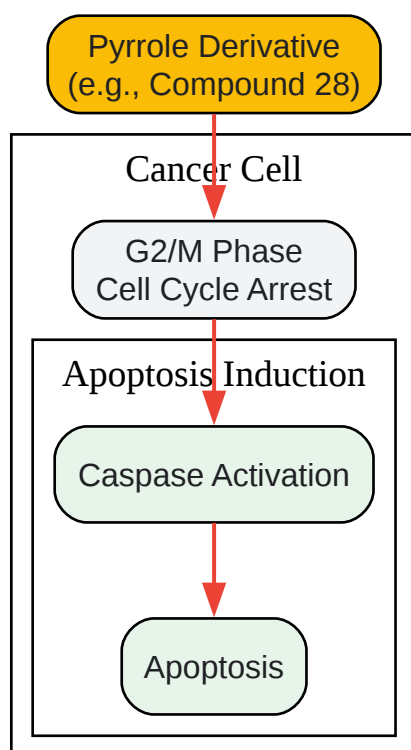 Pyrrole Derivative
(e.g., Compound 28)
Cancer Cell
G2/M Phase
Cell Cycle Arrest
Apoptosis Induction
Caspase Activation
Apoptosis